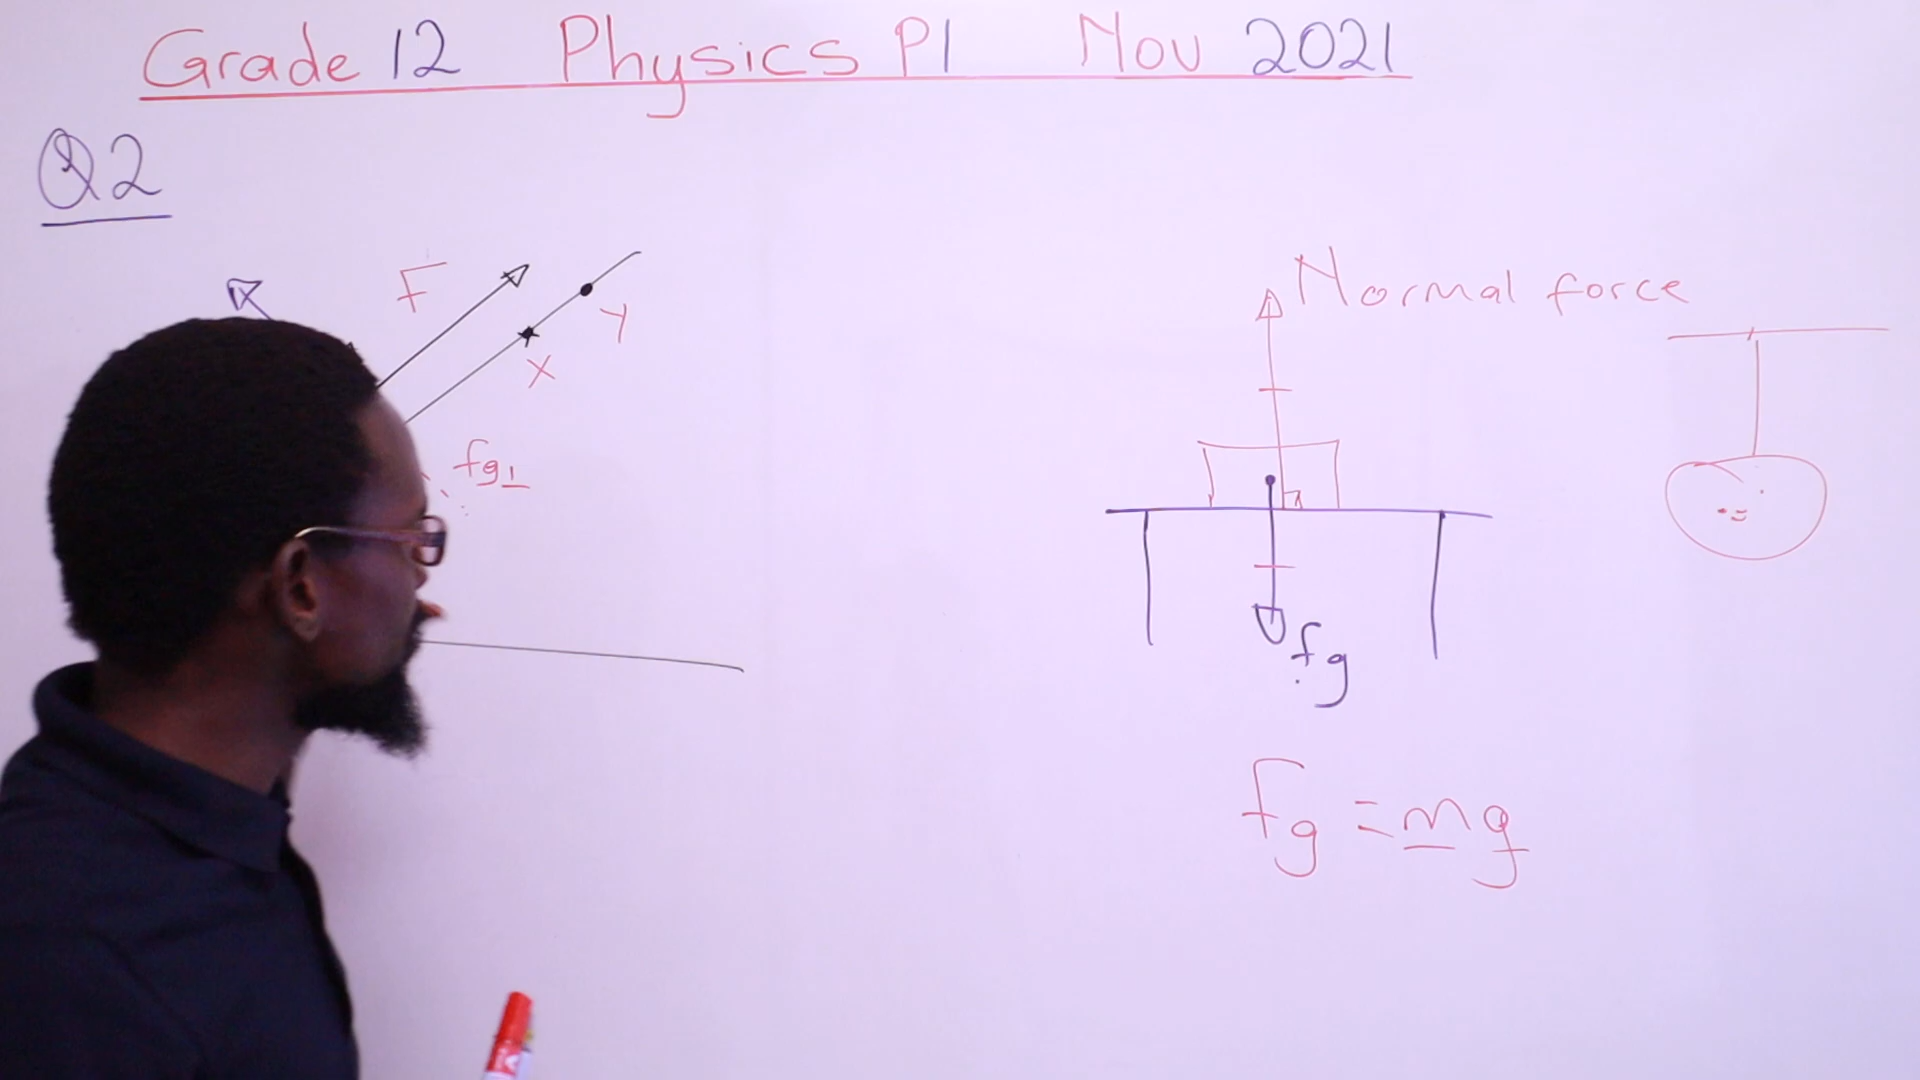 Grade 12 Physics P1 Nov 2021
Q2
F
Y
X
fg⊥
Normal force
fg
fg = mg